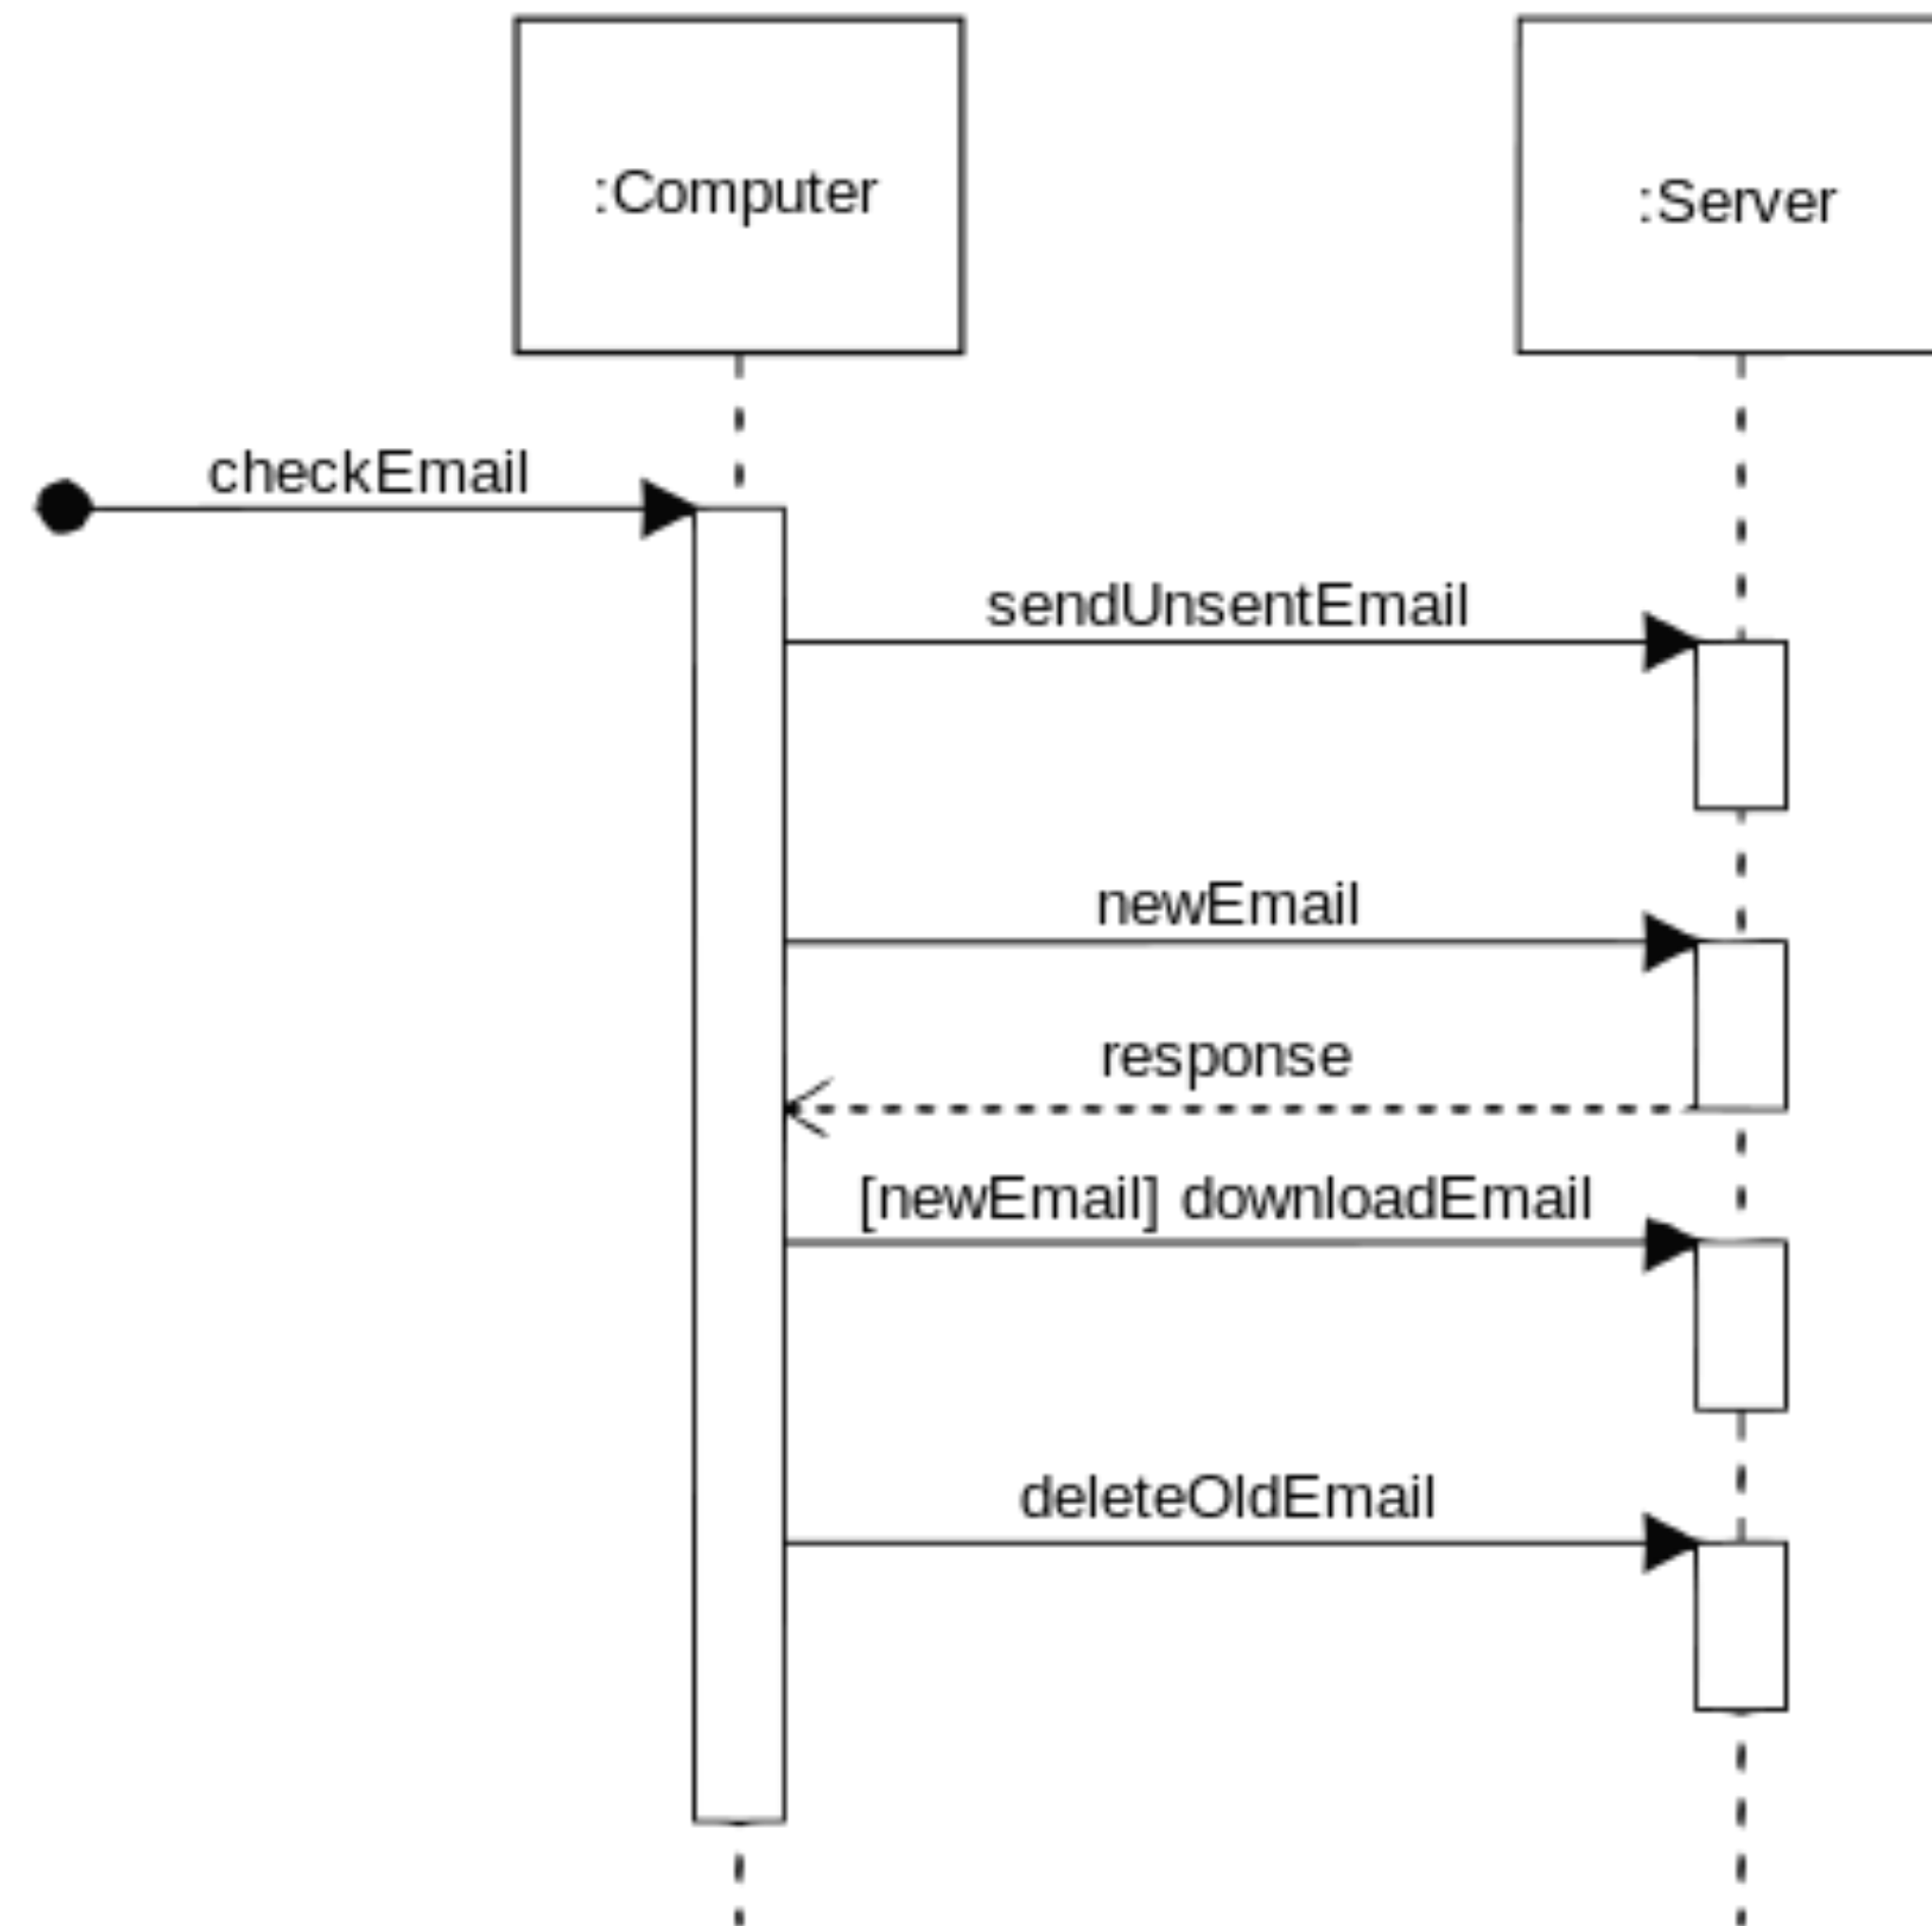 :Computer
:Server
checkEmail
sendUnsentEmail
newEmail
response
[newEmail] downloadEmail
deleteOldEmail